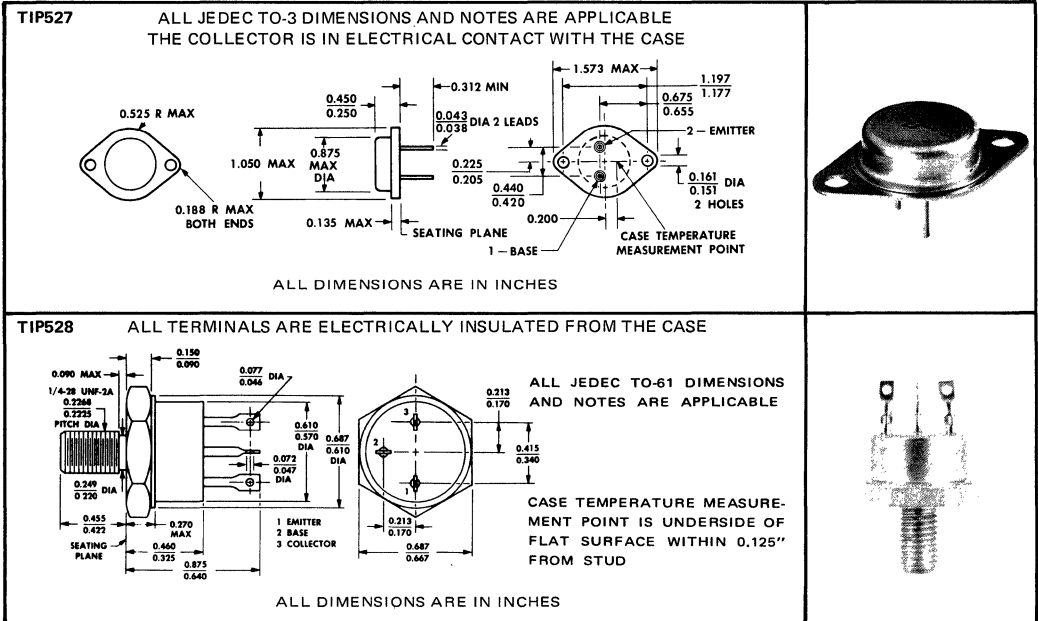 TIP527
ALL JEDEC TO-3 DIMENSIONS AND NOTES ARE APPLICABLE
THE COLLECTOR IS IN ELECTRICAL CONTACT WITH THE CASE
0.525 R MAX
0.188 R MAX
BOTH ENDS
0.450
0.250
0.312 MIN
0.043
0.038
DIA 2 LEADS
1.050 MAX
0.875
MAX
DIA
0.135 MAX
SEATING PLANE
1.573 MAX
1.197
1.177
0.675
0.655
2 – EMITTER
0.225
0.205
0.440
0.420
0.161
0.151
DIA
2 HOLES
0.200
1 – BASE
CASE TEMPERATURE
MEASUREMENT POINT
ALL DIMENSIONS ARE IN INCHES
TIP528
ALL TERMINALS ARE ELECTRICALLY INSULATED FROM THE CASE
0.150
0.090
0.090 MAX
1/4-28 UNF-2A
0.2268
0.2225
PITCH DIA
0.077
0.046
DIA
0.610
0.570
DIA
0.687
0.610
DIA
0.072
0.047
DIA
0.249
0 220
DIA
0.455
0.422
0.270
MAX
SEATING
PLANE
0.460
0.325
0.875
0.640
1 EMITTER
2 BASE
3 COLLECTOR
3
2
1
0.213
0.170
0.415
0.340
0.213
0.170
0.687
0.667
ALL JEDEC TO-61 DIMENSIONS
AND NOTES ARE APPLICABLE
CASE TEMPERATURE MEASURE-
MENT POINT IS UNDERSIDE OF
FLAT SURFACE WITHIN 0.125"
FROM STUD
ALL DIMENSIONS ARE IN INCHES